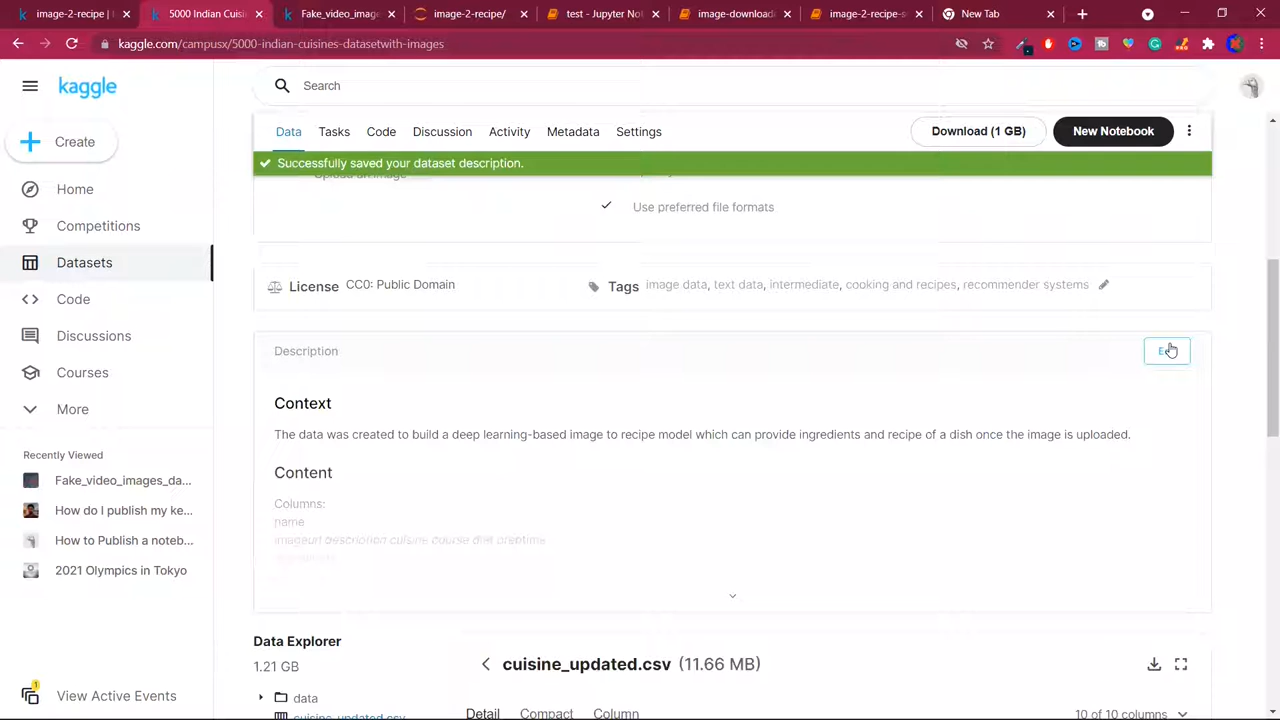 image-2-recipe |
5000 Indian Cuisi
Fake_video_image
image-2-recipe/
test - Jupyter No
image-download
image-2-recipe-s
New Tab
kaggle.com/campusx/5000-indian-cuisines-datasetwith-images
kaggle
Search
Create
Data Tasks Code Discussion Activity Metadata Settings
Download (1 GB)
New Notebook
Successfully saved your dataset description.
Upload an image
Use preferred file formats
Home
Competitions
Datasets
Code
Discussions
Courses
More
License CC0: Public Domain
Tags image data, text data, intermediate, cooking and recipes, recommender systems
Description
Context
The data was created to build a deep learning-based image to recipe model which can provide ingredients and recipe of a dish once the image is uploaded.
Content
Columns:
name
imageurl description cuisine course diet preptime
Recently Viewed
Fake_video_images_da...
How do I publish my ke...
How to Publish a noteb...
2021 Olympics in Tokyo
Data Explorer
1.21 GB
data
cuisine_updated.csv
cuisine_updated.csv (11.66 MB)
Detail Compact Column
10 of 10 columns
1
View Active Events